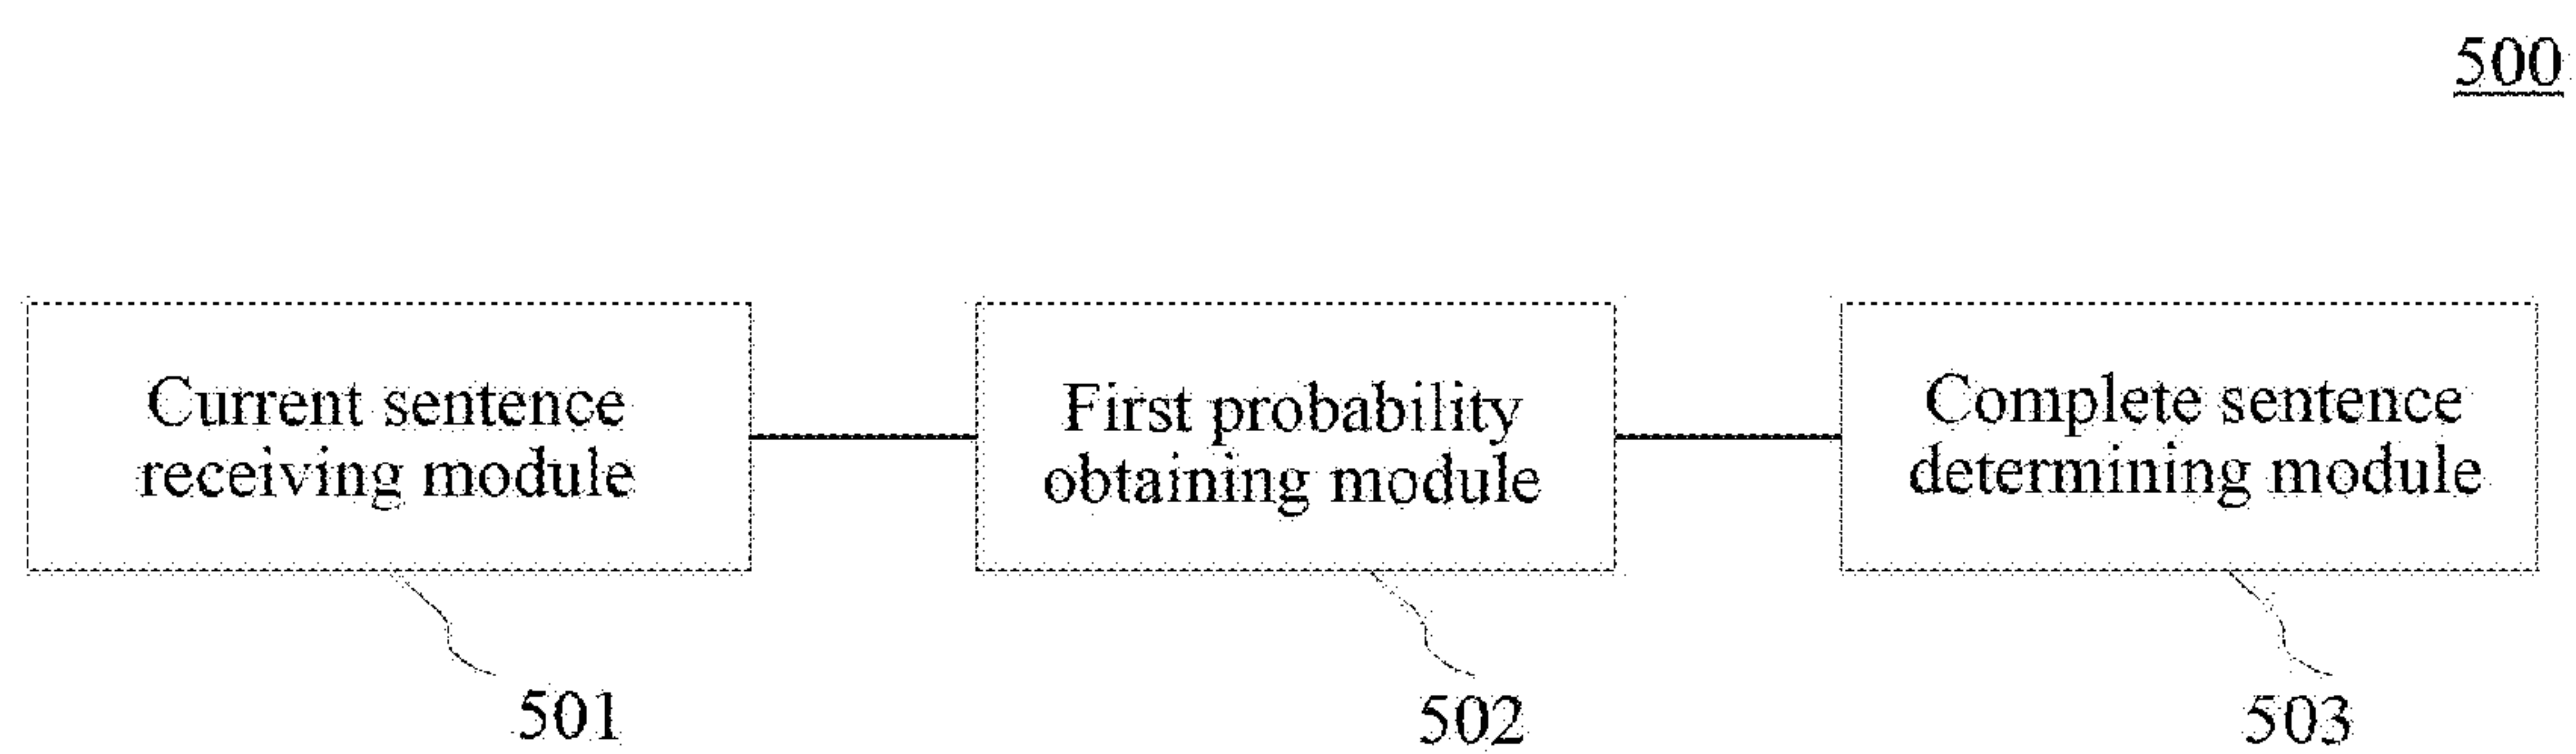 500
Current sentence
receiving module
First probability
obtaining module
Complete sentence
determining module
501
502
503